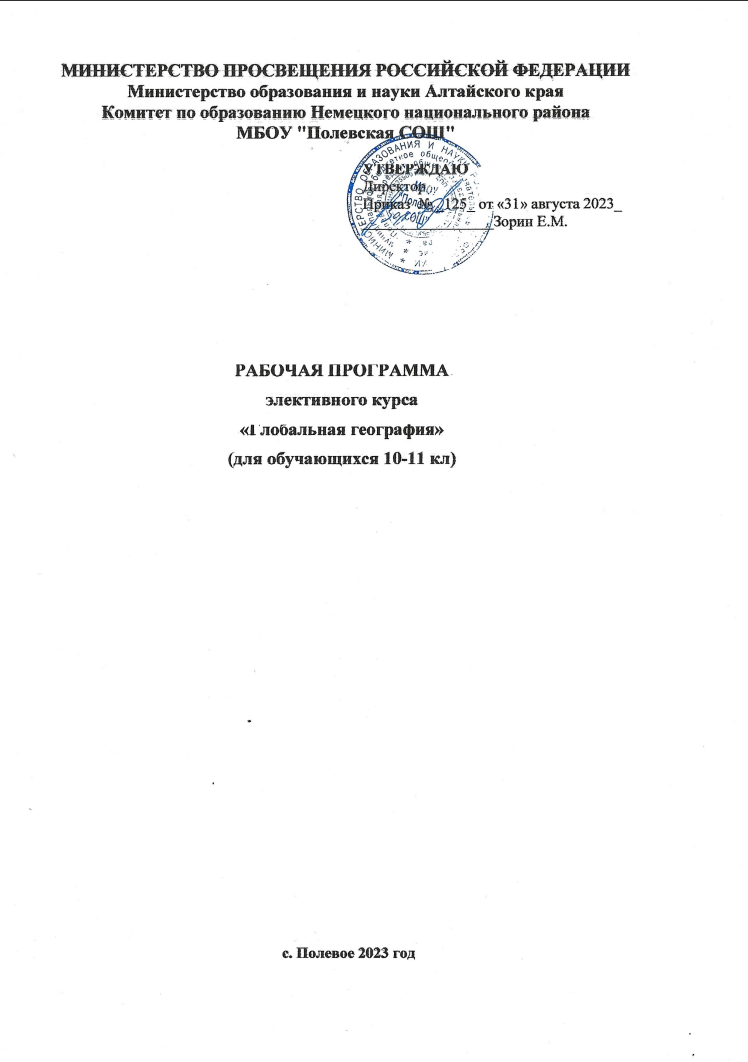 МИНИСТЕРСТВО ПРОСВЕЩЕНИЯ РОССИЙСКОЙ ФЕДЕРАЦИИ
Министерство образования и науки Алтайского края
Комитет по образованию Немецкого национального района
МБОУ "Полевская СОШ"
УТВЕРЖДАЮ
Директор
Приказ № _125_ от «31» августа 2023_
Зорин Е.М.
РАБОЧАЯ ПРОГРАММА
элективного курса
«Глобальная география»
(для обучающихся 10-11 кл)
с. Полевое 2023 год